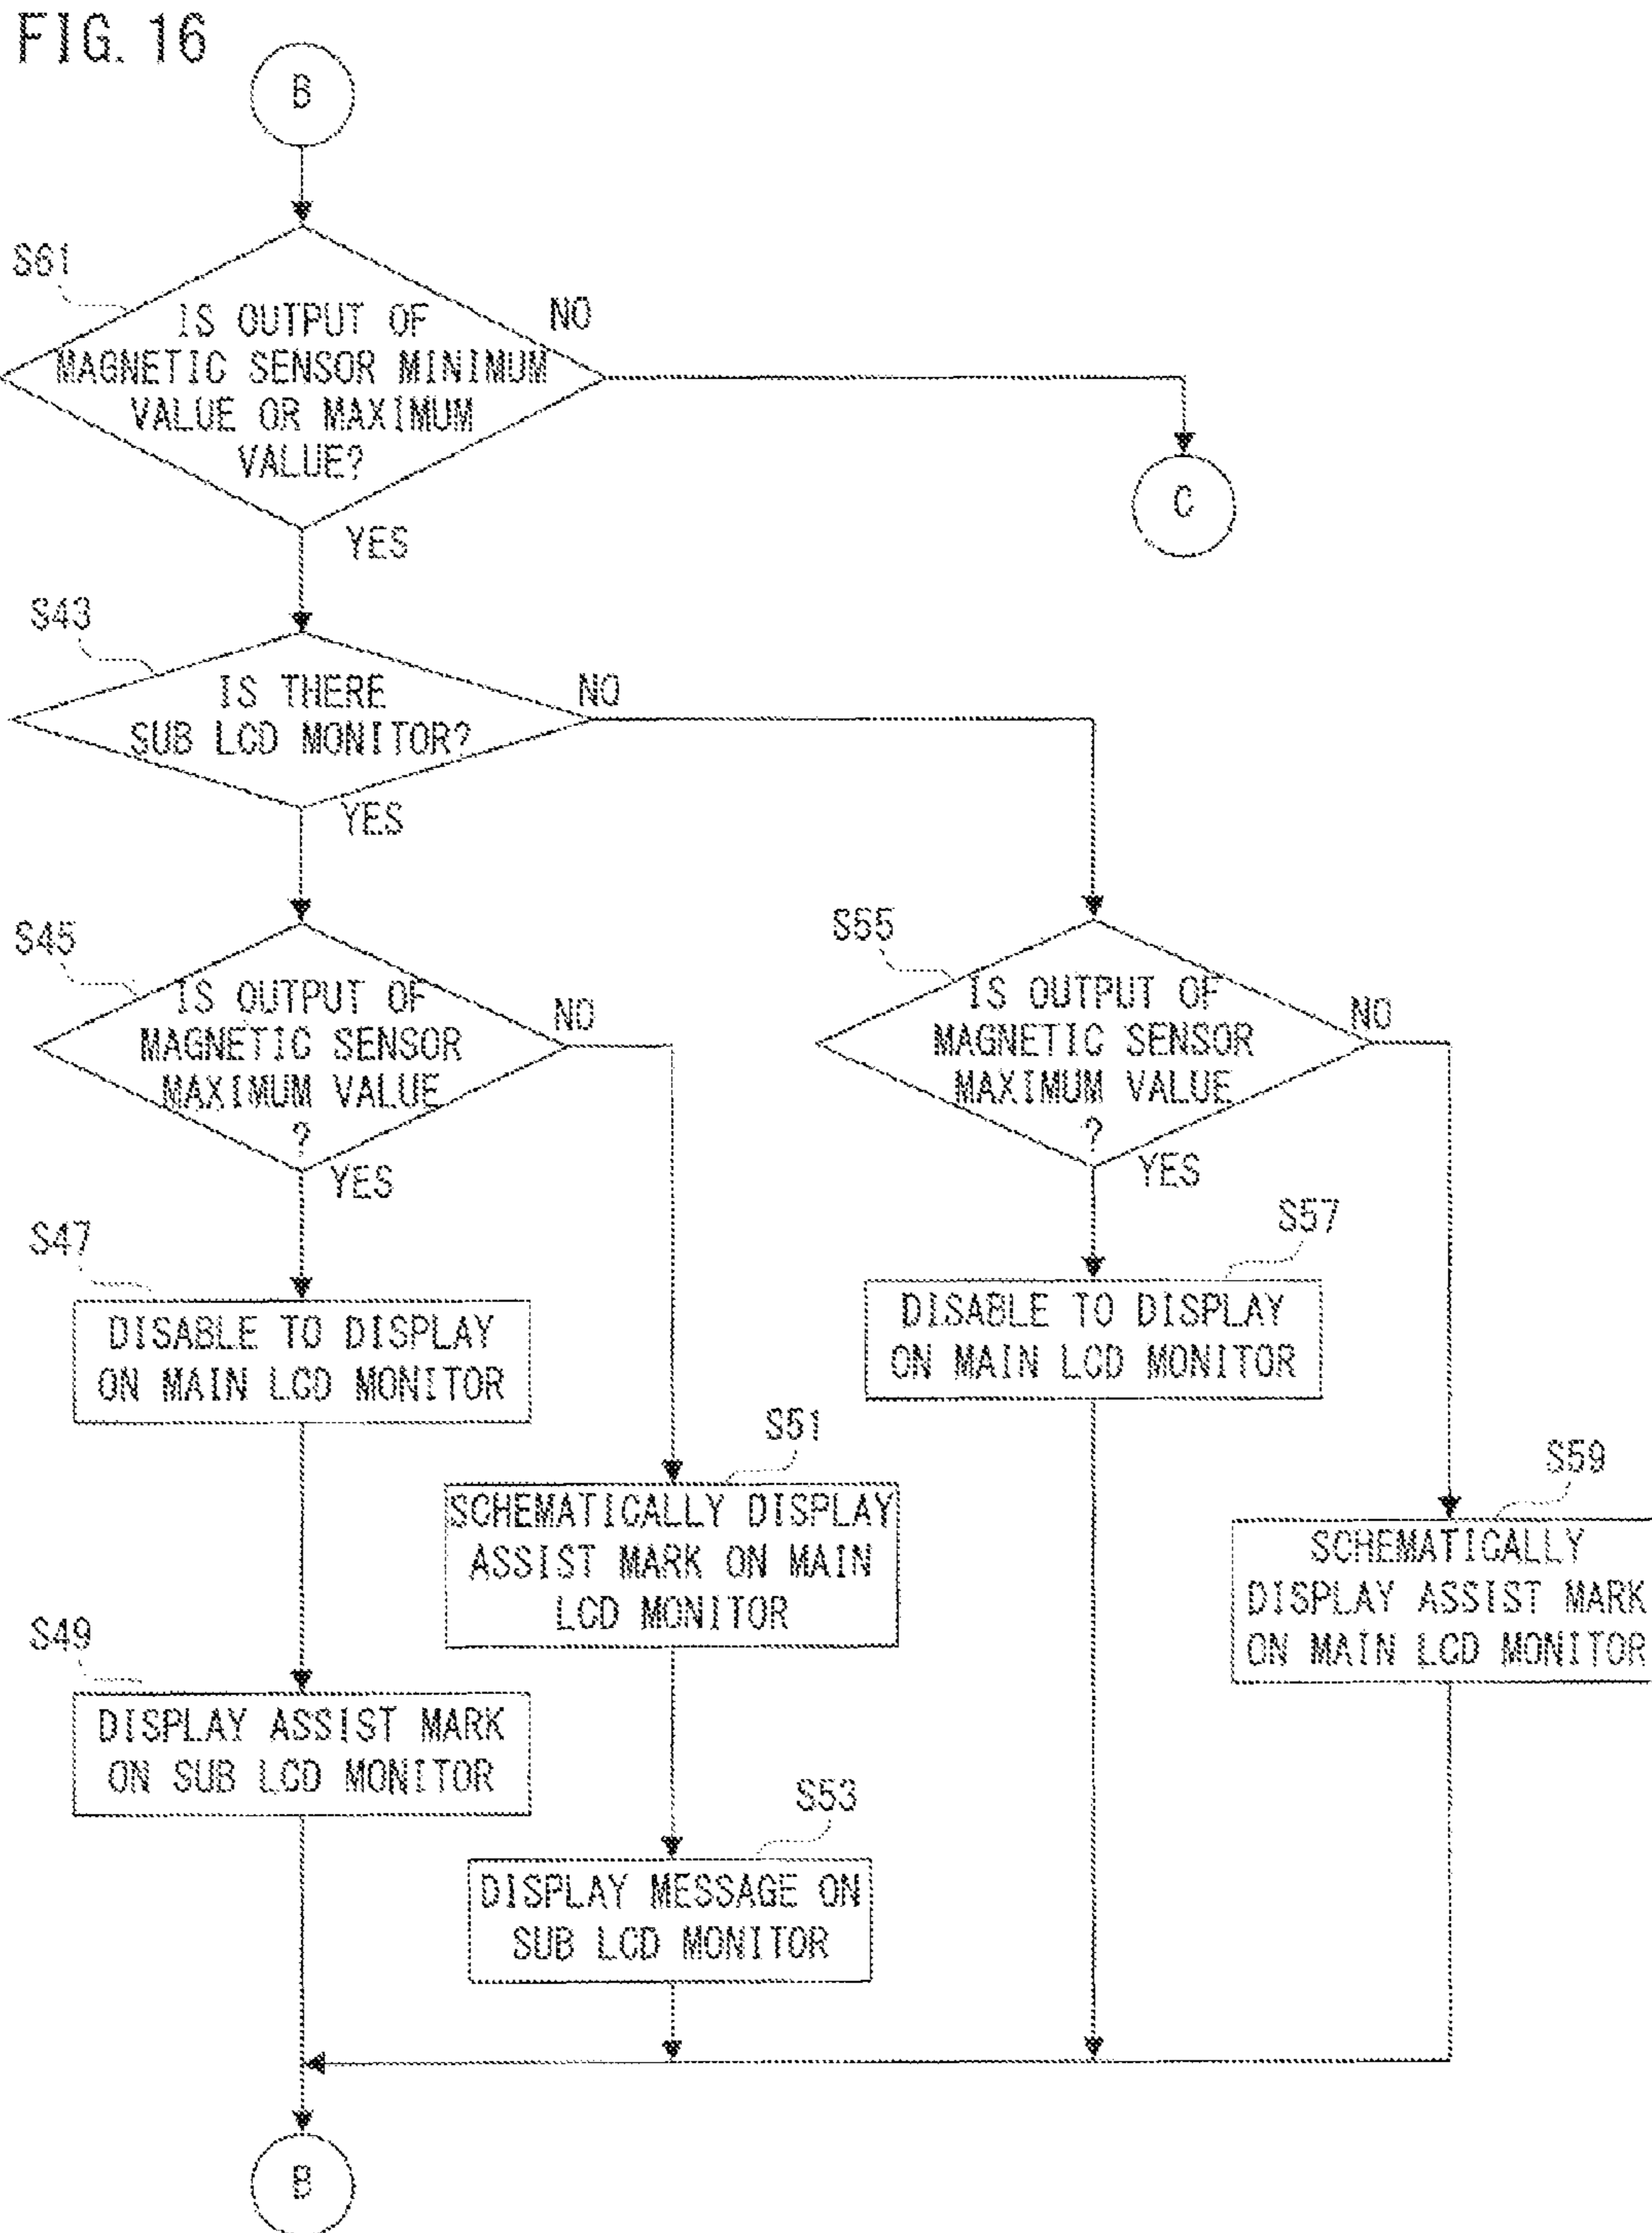 FIG. 16
B
S61
IS OUTPUT OF
MAGNETIC SENSOR MINIMUM
VALUE OR MAXIMUM
VALUE?
NO
YES
C
S43
IS THERE
SUB LCD MONITOR?
NO
YES
S45
IS OUTPUT OF
MAGNETIC SENSOR
MAXIMUM VALUE
?
NO
YES
S55
IS OUTPUT OF
MAGNETIC SENSOR
MAXIMUM VALUE
?
NO
YES
S47
DISABLE TO DISPLAY
ON MAIN LCD MONITOR
S57
DISABLE TO DISPLAY
ON MAIN LCD MONITOR
S51
SCHEMATICALLY DISPLAY
ASSIST MARK ON MAIN
LCD MONITOR
S59
SCHEMATICALLY
DISPLAY ASSIST MARK
ON MAIN LCD MONITOR
S49
DISPLAY ASSIST MARK
ON SUB LCD MONITOR
S53
DISPLAY MESSAGE ON
SUB LCD MONITOR
B